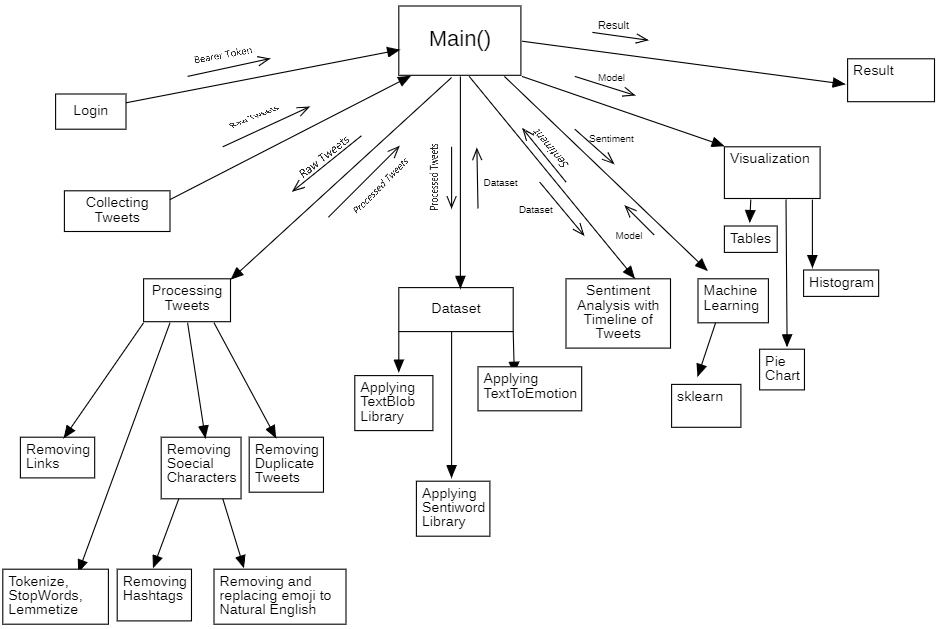 Main()
Result
Bearer Token
Result
Model
Login
Raw Tweets
Raw Tweets
Processed Tweets
Processed Tweets
Dataset
Sentiment
Sentiment
Dataset
Model
Visualization
Collecting
Tweets
Tables
Histogram
Processing
Tweets
Dataset
Sentiment
Analysis with
Timeline of
Tweets
Machine
Learning
Pie
Chart
Applying
TextBlob
Library
Applying
TextToEmotion
sklearn
Removing
Links
Removing
Soecial
Characters
Removing
Duplicate
Tweets
Applying
Sentiword
Library
Tokenize,
StopWords,
Lemmetize
Removing
Hashtags
Removing and
replacing emoji to
Natural English